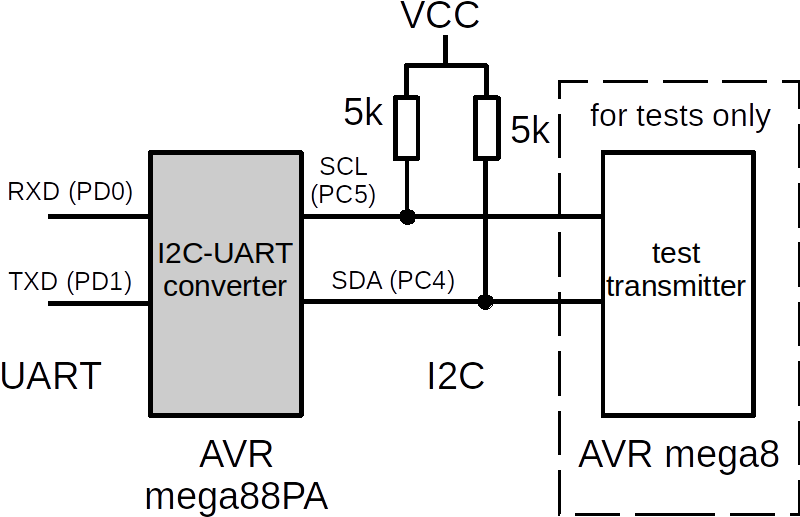 VCC
5k
5k
for tests only
SCL
(PC5)
RXD (PD0)
I2C-UART
converter
test
transmitter
TXD (PD1)
SDA (PC4)
UART
I2C
AVR
mega88PA
AVR mega8